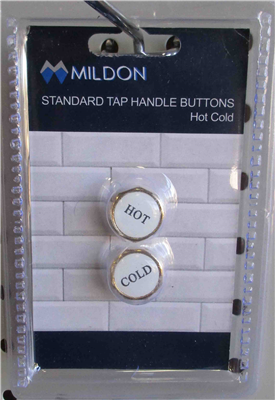 MILDON
STANDARD TAP HANDLE BUTTONS
Hot Cold
HOT
COLD